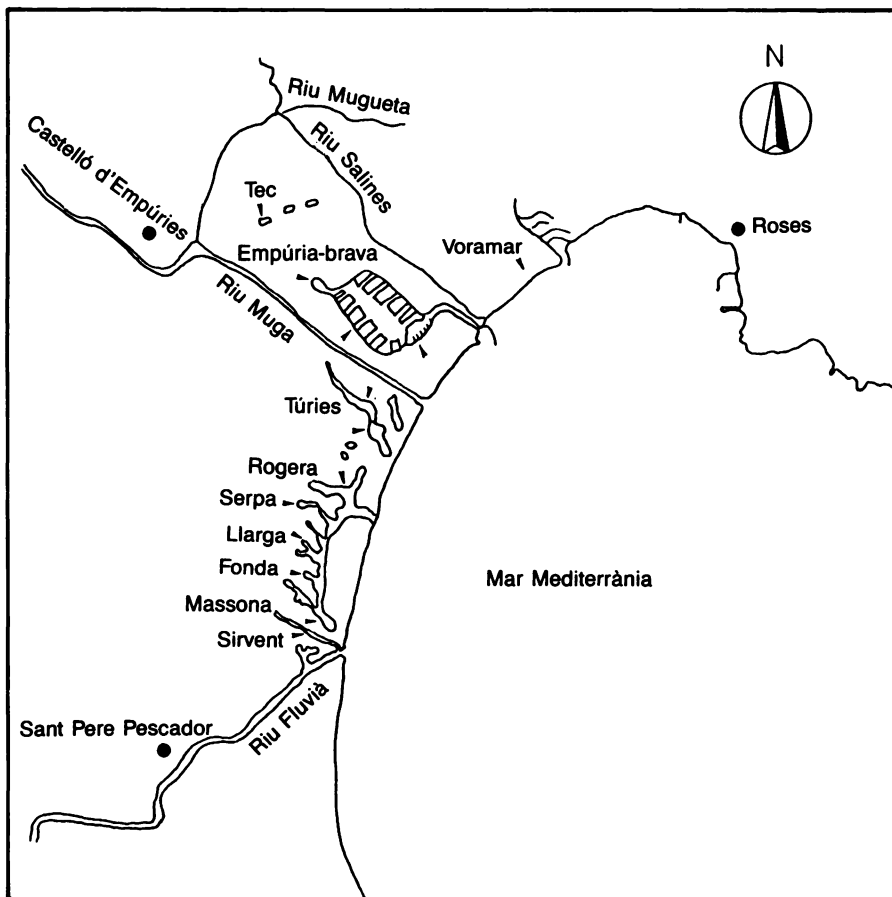 N
Riu Mugueta
Castelló d'Empúries
Riu Salines
Tec
Roses
Voramar
Empúria-brava
Riu Muga
Túries
Rogera
Serpa
Llarga
Fonda
Mar Mediterrània
Massona
Sirvent
Riu Fluvià
Sant Pere Pescador